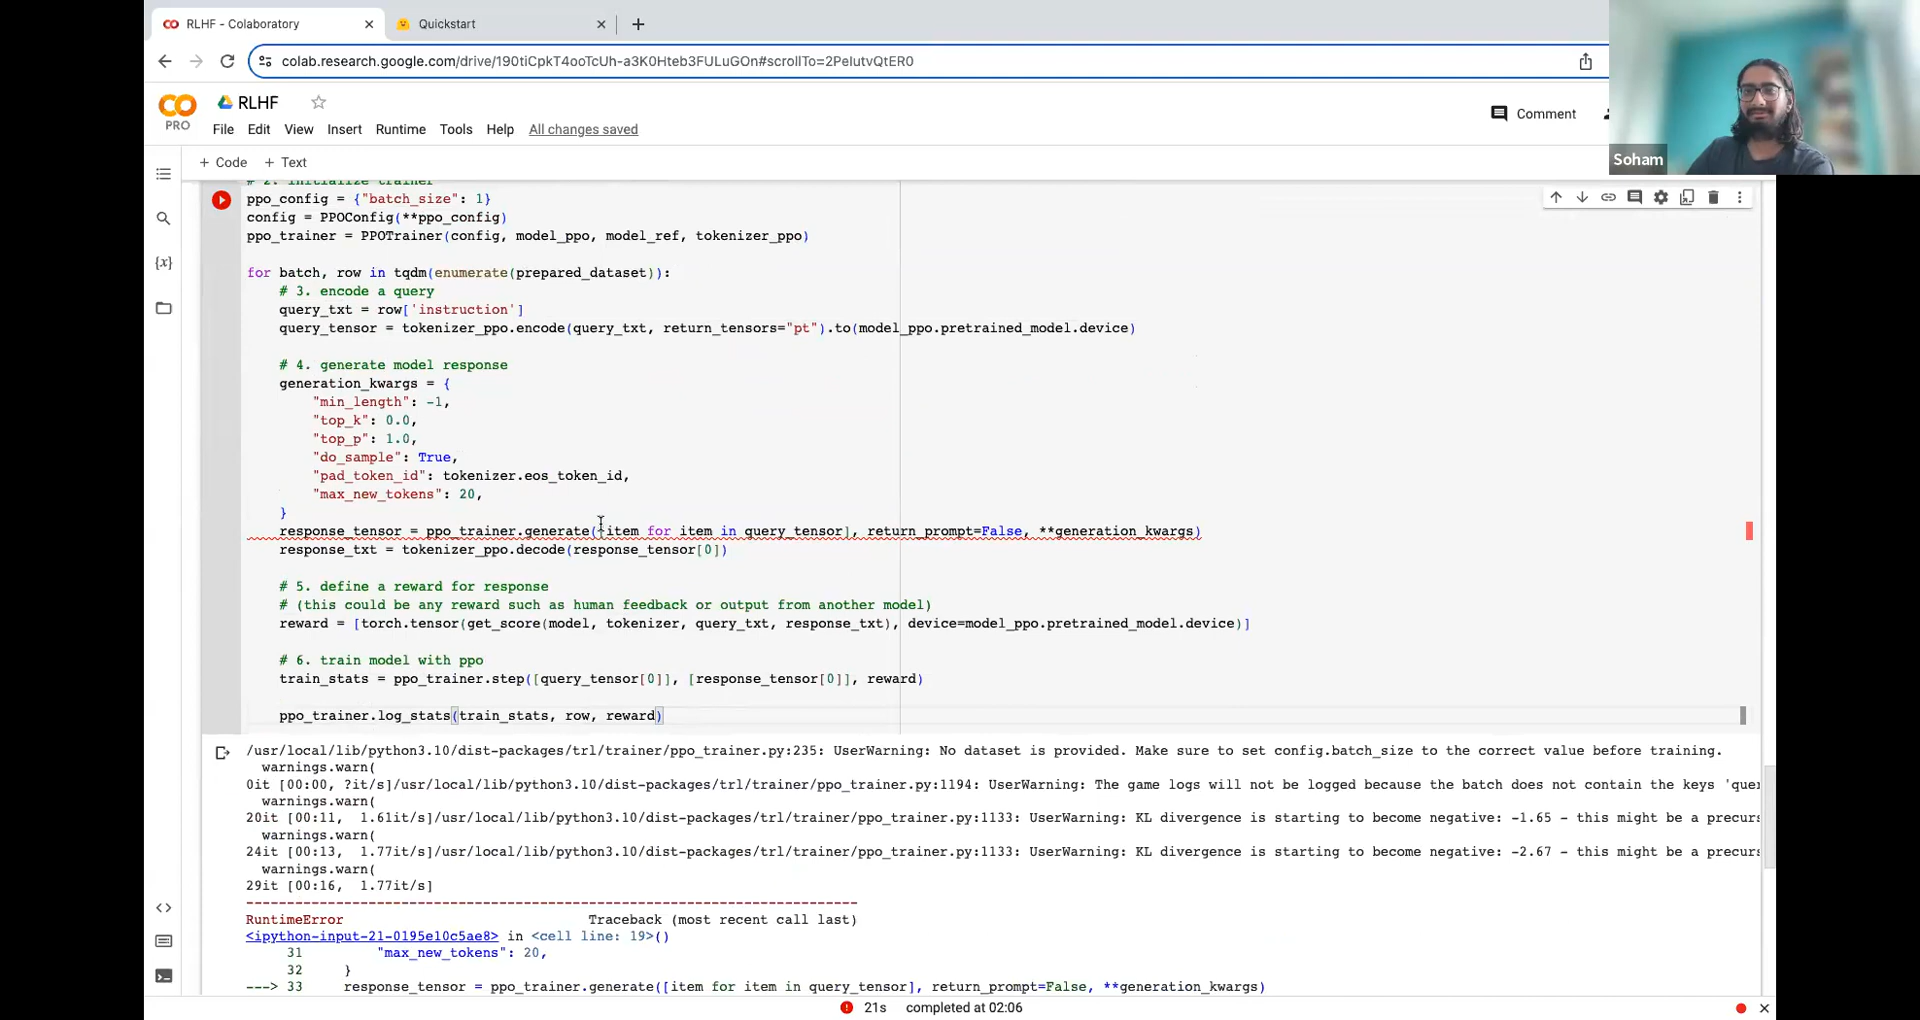 RLHF - Colaboratory
Quickstart
colab.research.google.com/drive/190tiCpkT4ooTcUh-a3K0Hteb3FULuGOn#scrollTo=2PeIutvQtER0
PRO
RLHF
File Edit View Insert Runtime Tools Help All changes saved
Comment
Soham
+ Code + Text
# 2. initialize trainer
ppo_config = {"batch_size": 1}
config = PPOConfig(**ppo_config)
ppo_trainer = PPOTrainer(config, model_ppo, model_ref, tokenizer_ppo)
for batch, row in tqdm(enumerate(prepared_dataset)):
# 3. encode a query
query_txt = row['instruction']
query_tensor = tokenizer_ppo.encode(query_txt, return_tensors="pt").to(model_ppo.pretrained_model.device)
# 4. generate model response
generation_kwargs = {
"min_length": -1,
"top_k": 0.0,
"top_p": 1.0,
"do_sample": True,
"pad_token_id": tokenizer.eos_token_id,
"max_new_tokens": 20,
}
response_tensor = ppo_trainer.generate([item for item in query_tensor], return_prompt=False, **generation_kwargs)
response_txt = tokenizer_ppo.decode(response_tensor[0])
# 5. define a reward for response
# (this could be any reward such as human feedback or output from another model)
reward = [torch.tensor(get_score(model, tokenizer, query_txt, response_txt), device=model_ppo.pretrained_model.device)]
# 6. train model with ppo
train_stats = ppo_trainer.step([query_tensor[0]], [response_tensor[0]], reward)
ppo_trainer.log_stats(train_stats, row, reward)
/usr/local/lib/python3.10/dist-packages/trl/trainer/ppo_trainer.py:235: UserWarning: No dataset is provided. Make sure to set config.batch_size to the correct value before training.
warnings.warn(
0it [00:00, ?it/s]/usr/local/lib/python3.10/dist-packages/trl/trainer/ppo_trainer.py:1194: UserWarning: The game logs will not be logged because the batch does not contain the keys 'quer
warnings.warn(
20it [00:11, 1.61it/s]/usr/local/lib/python3.10/dist-packages/trl/trainer/ppo_trainer.py:1133: UserWarning: KL divergence is starting to become negative: -1.65 - this might be a precurs
warnings.warn(
24it [00:13, 1.77it/s]/usr/local/lib/python3.10/dist-packages/trl/trainer/ppo_trainer.py:1133: UserWarning: KL divergence is starting to become negative: -2.67 - this might be a precurs
warnings.warn(
29it [00:16, 1.77it/s]
---------------------------------------------------------------------------
RuntimeError Traceback (most recent call last)
<ipython-input-21-0195e10c5ae8> in <cell line: 19>()
31 "max_new_tokens": 20,
32 }
---> 33 response_tensor = ppo_trainer.generate([item for item in query_tensor], return_prompt=False, **generation_kwargs)
21s completed at 02:06